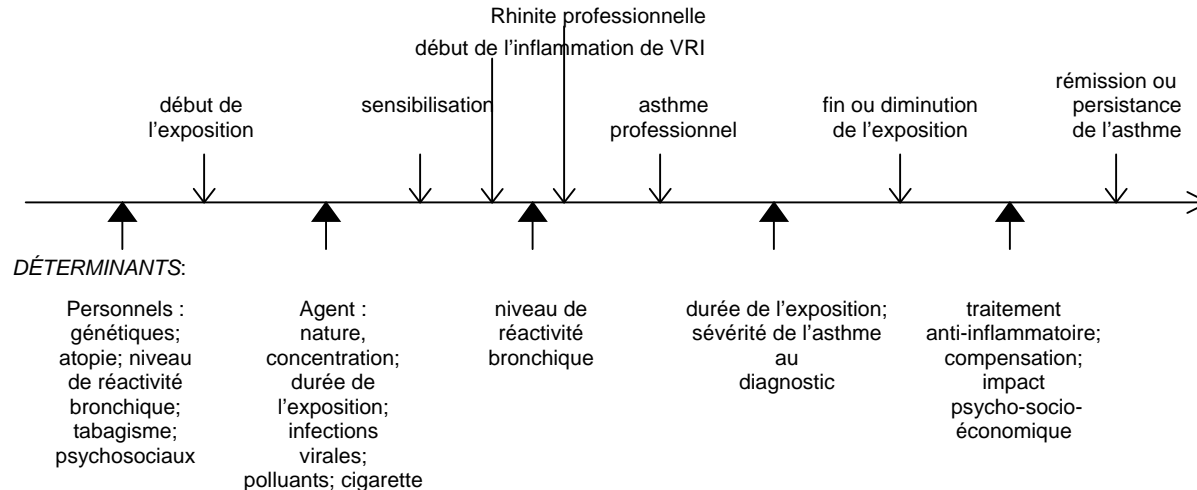 Rhinite professionnelle
début de l'inflammation de VRI
début de
l'exposition
sensibilisation
asthme
professionnel
fin ou diminution
de l'exposition
rémission ou
persistance
de l'asthme
DÉTERMINANTS:
Personnels :
génétiques;
atopie; niveau
de réactivité
bronchique;
tabagisme;
psychosociaux
Agent :
nature,
concentration;
durée de
l'exposition;
infections
virales;
polluants; cigarette
niveau de
réactivité
bronchique
durée de l'exposition;
sévérité de l'asthme
au
diagnostic
traitement
anti-inflammatoire;
compensation;
impact
psycho-socio-
économique